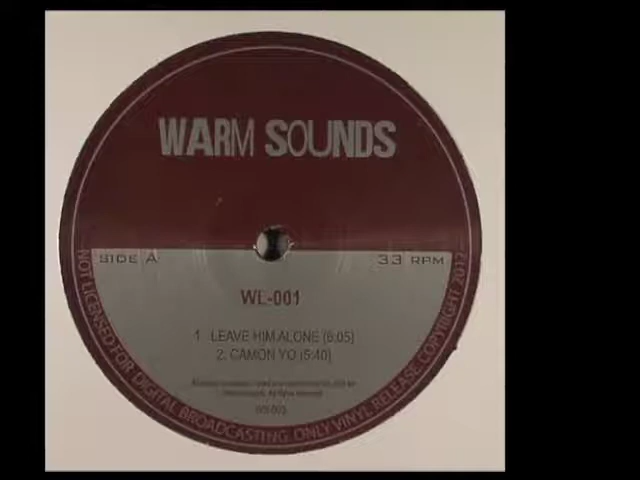 WARM SOUNDS
SIDE A
33 RPM
WL-001
1. LEAVE HIM ALONE (6:05)
2. CAMON YO (5:40)
NOT LICENSED FOR DIGITAL BROADCASTING ONLY VINYL RELEASE COPYRIGHT 2012